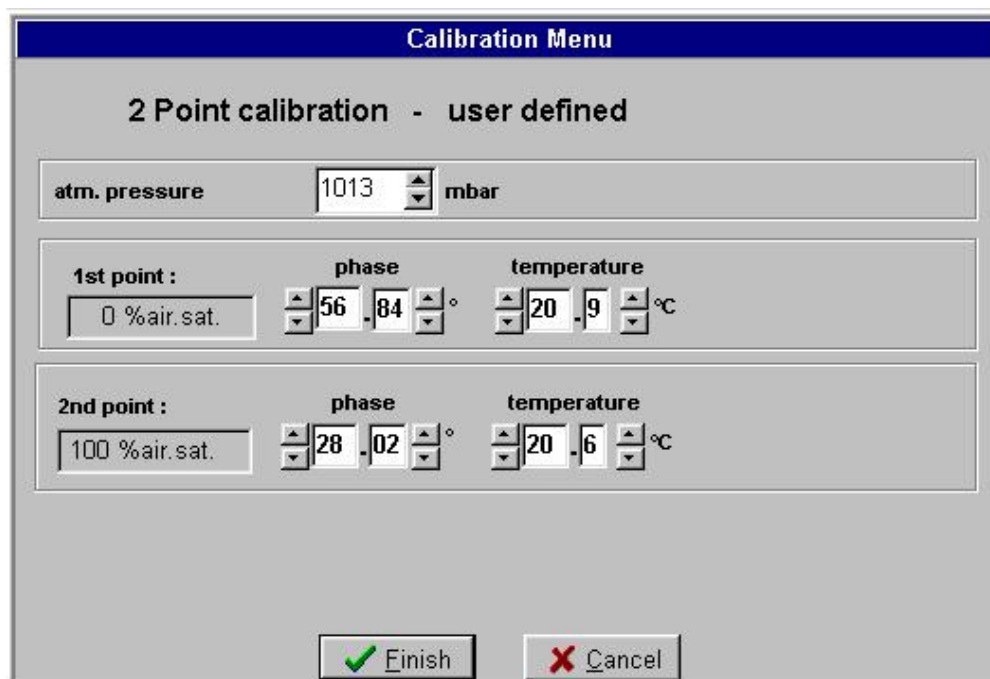 Calibration Menu
2 Point calibration - user defined
atm. pressure 1013 mbar
phase temperature
1st point :
0 %air.sat. 56 . 84 ° 20 . 9 °C
phase temperature
2nd point :
100 %air.sat. 28 . 02 ° 20 . 6 °C
Finish Cancel